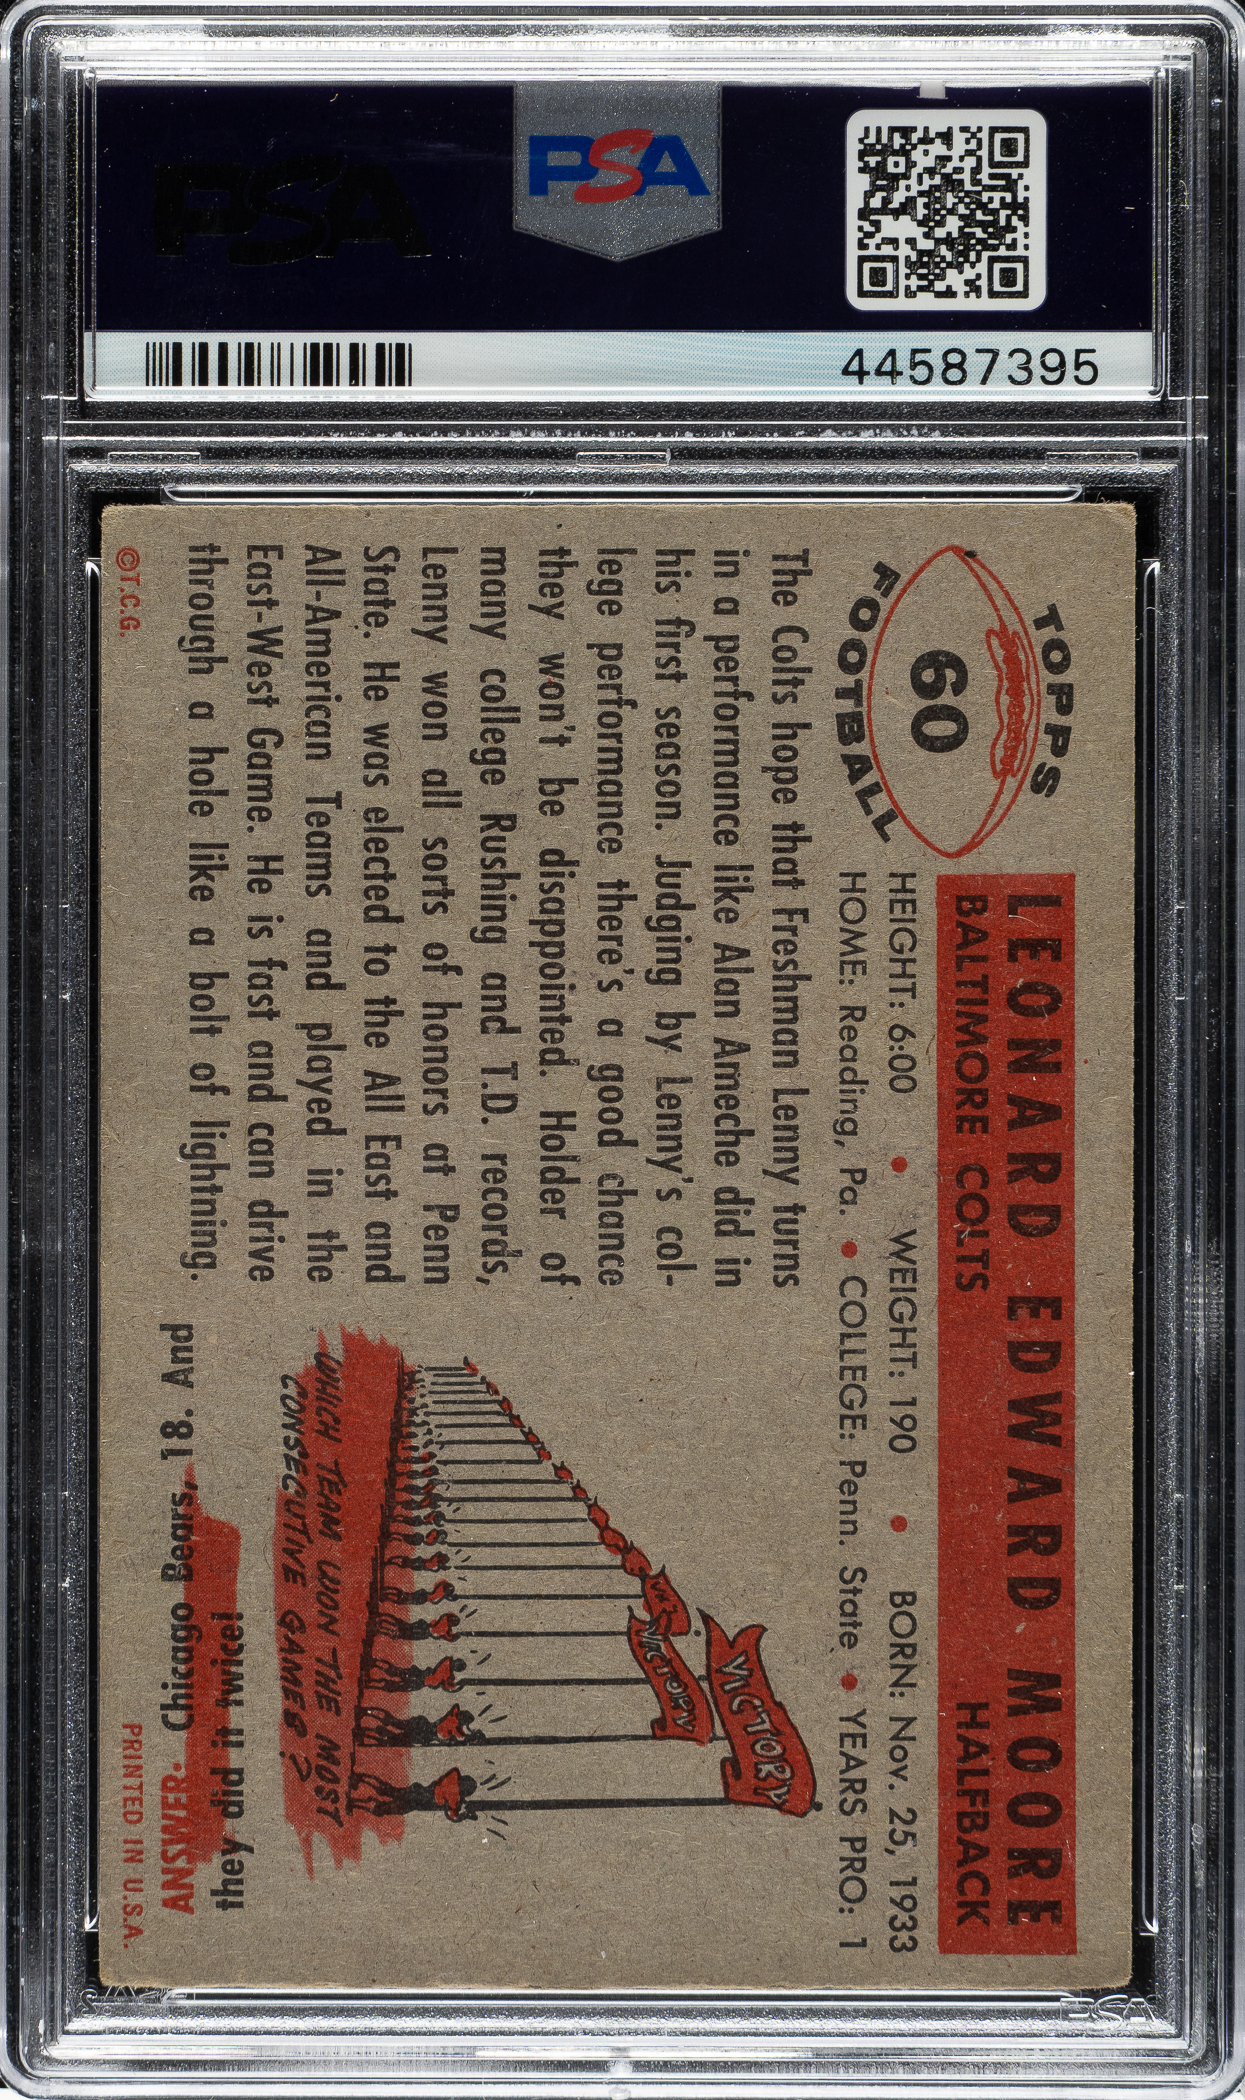 PSA
PSA
44587395
TOPPS
60
FOOTBALL
LEONARD EDWARD MOORE
BALTIMORE COLTS HALFBACK
HEIGHT: 6:00 • WEIGHT: 190 • BORN: Nov. 25, 1933
HOME: Reading, Pa. • COLLEGE: Penn. State • YEARS PRO: 1
The Colts hope that Freshman Lenny turns
in a performance like Alan Ameche did in
his first season. Judging by Lenny's col-
lege performance there's a good chance
they won't be disappointed. Holder of
many college Rushing and T.D. records,
Lenny won all sorts of honors at Penn
State. He was elected to the All East and
All-American Teams and played in the
East-West Game. He is fast and can drive
through a hole like a bolt of lightning.
©T.C.G.
VICTORY
VICTORY
WHICH TEAM WON THE MOST
CONSECUTIVE GAMES?
they did it twice!
ANSWER. Chicago Bears, 18. And
PRINTED IN U.S.A.
PSA